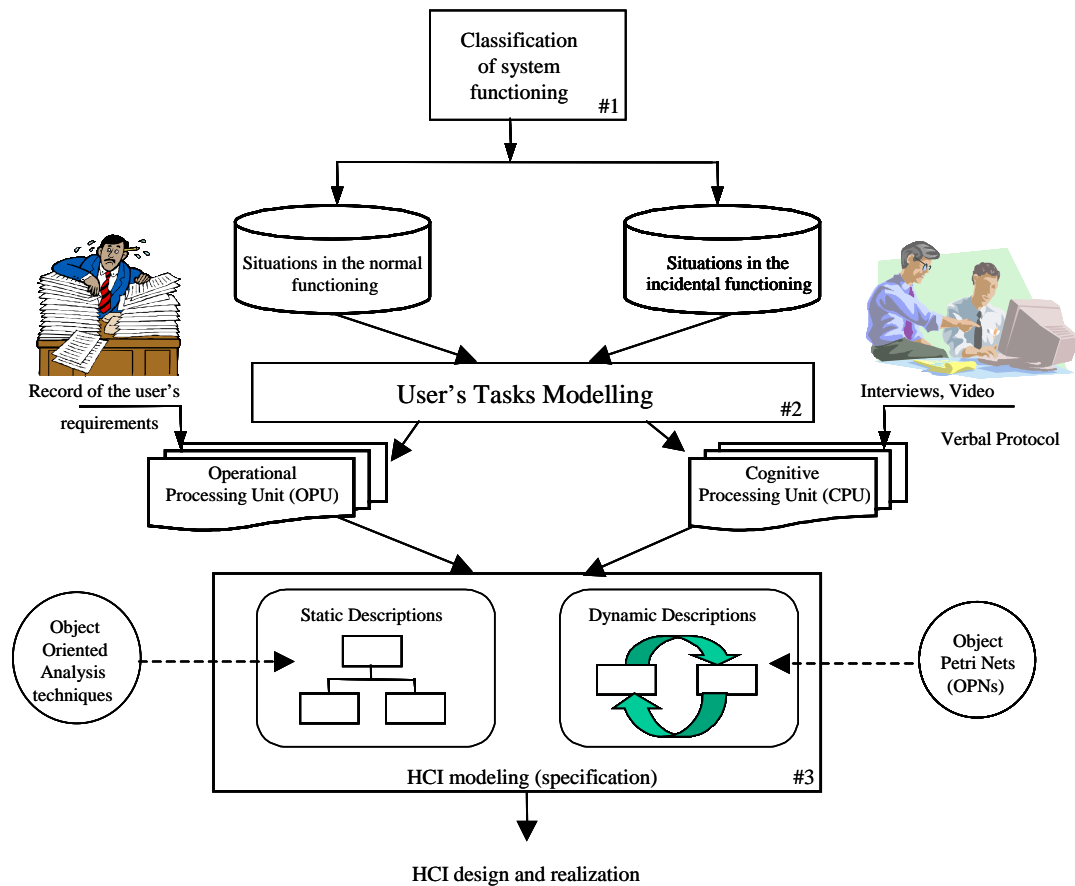 Classification
of system
functioning
#1
Situations in the normal
functioning
Situations in the
incidental functioning
User's Tasks Modelling
#2
Record of the user's
requirements
Interviews, Video
Verbal Protocol
Operational
Processing Unit (OPU)
Cognitive
Processing Unit (CPU)
Object
Oriented
Analysis
techniques
Static Descriptions
Dynamic Descriptions
Object
Petri Nets
(OPNs)
HCI modeling (specification)
#3
HCI design and realization